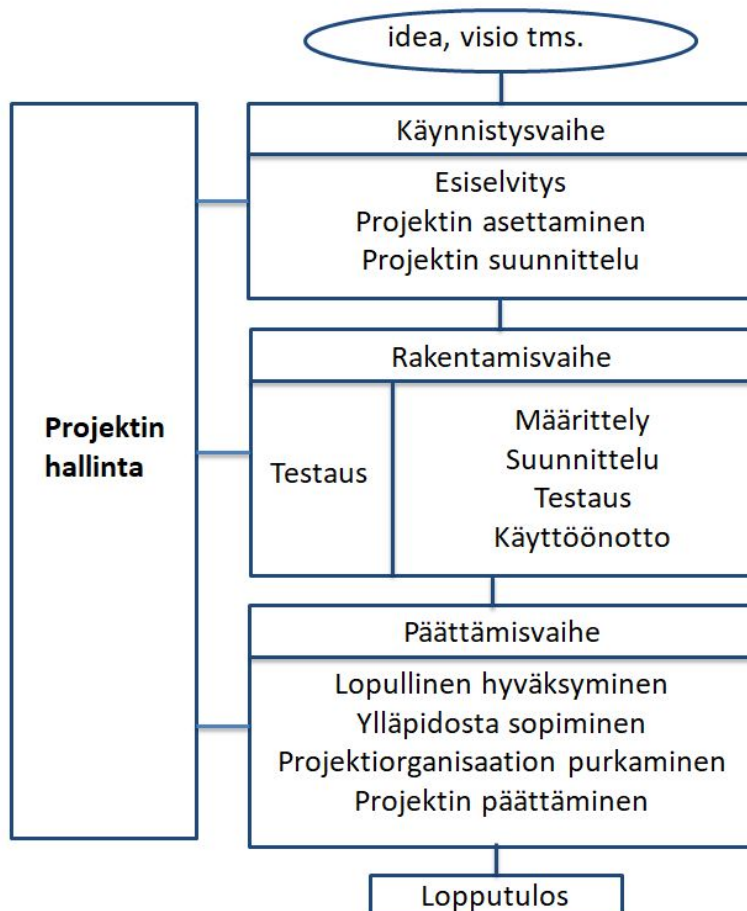 idea, visio tms.
Käynnistysvaihe
Esiselvitys
Projektin asettaminen
Projektin suunnittelu
Projektin
hallinta
Rakentamisvaihe
Testaus
Määrittely
Suunnittelu
Testaus
Käyttöönotto
Päättämisvaihe
Lopullinen hyväksyminen
Ylläpidosta sopiminen
Projektiorganisaation purkaminen
Projektin päättäminen
Lopputulos